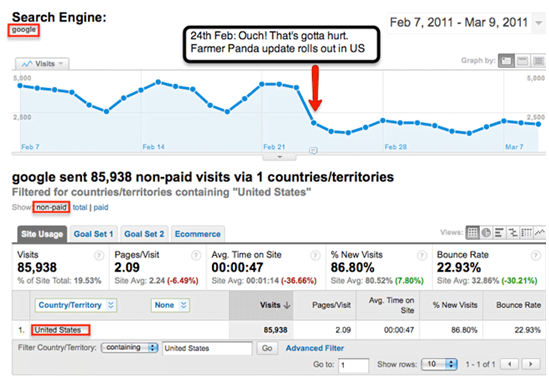 Search Engine:
google
Feb 7, 2011 - Mar 9, 2011
24th Feb: Ouch! That's gotta hurt.
Farmer Panda update rolls out in US
Visits
Graph by:
5,000
5,000
2,500
2,500
Feb 7
Feb 14
Feb 21
Feb 28
Mar 7
google sent 85,938 non-paid visits via 1 countries/territories
Filtered for countries/territories containing "United States"
Show: non-paid | total | paid
Site Usage Goal Set 1 Goal Set 2 Ecommerce
Views:
Visits Pages/Visit Avg. Time on Site % New Visits Bounce Rate
85,938 2.09 00:00:47 86.80% 22.93%
% of Site Total: 19.53% Site Avg: 2.24 (-6.49%) Site Avg: 00:01:14 (-36.66%) Site Avg: 80.52% (7.80%) Site Avg: 32.86% (-30.21%)
Country/Territory None Visits Pages/Visit Avg. Time on Site % New Visits Bounce Rate
1. United States 85,938 2.09 00:00:47 86.80% 22.93%
Filter Country/Territory: containing United States Go Advanced Filter
Go to: 1 Show rows: 10 1 - 1 of 1